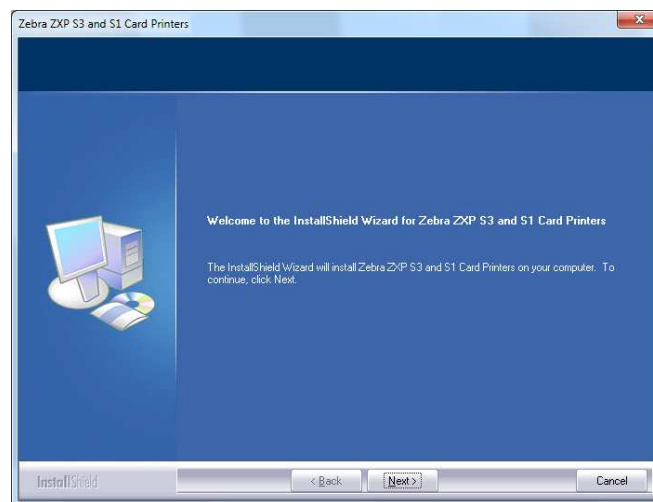 Zebra ZXP S3 and S1 Card Printers
Welcome to the InstallShield Wizard for Zebra ZXP S3 and S1 Card Printers
The InstallShield Wizard will install Zebra ZXP S3 and S1 Card Printers on your computer. To
continue, click Next.
InstallShield
< Back
Next >
Cancel